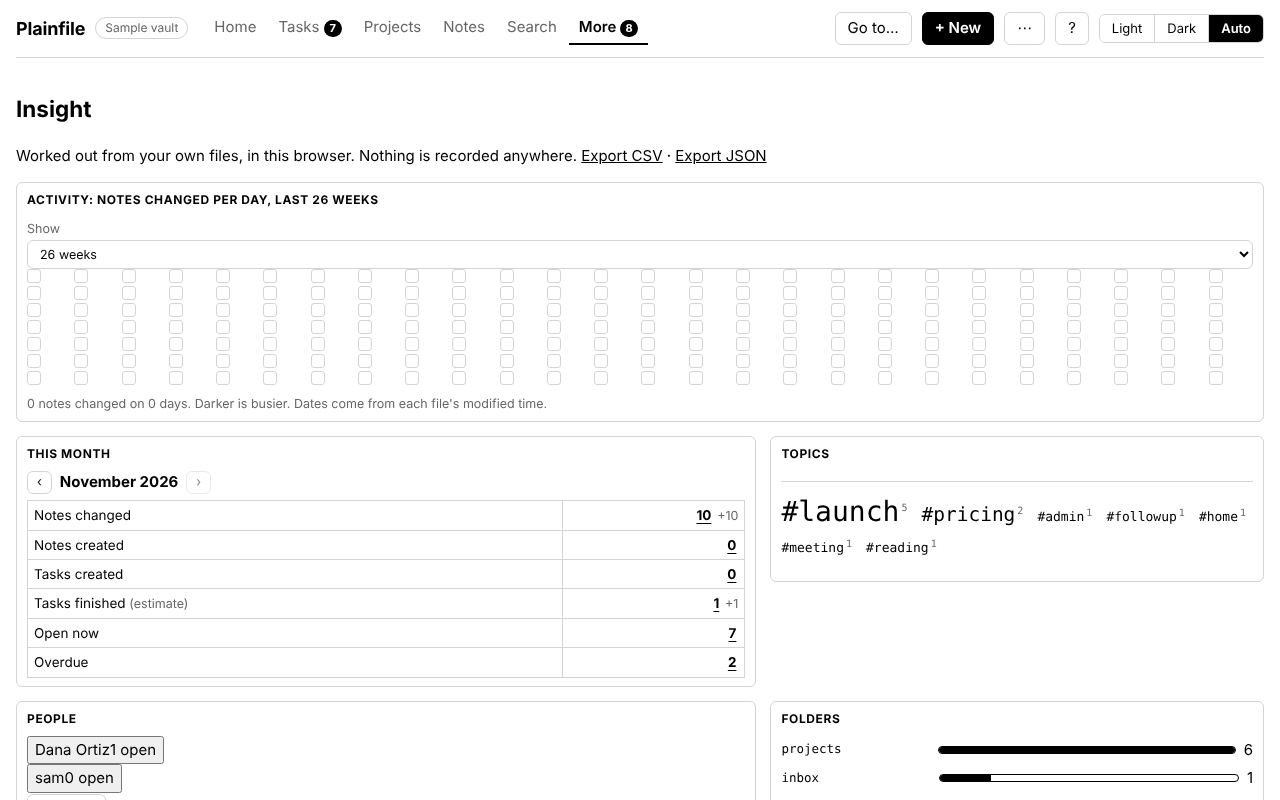 Plainfile Sample vault Home Tasks 7 Projects Notes Search More 8 Go to... + New ··· ? Light Dark Auto
Insight
Worked out from your own files, in this browser. Nothing is recorded anywhere. Export CSV · Export JSON
ACTIVITY: NOTES CHANGED PER DAY, LAST 26 WEEKS
Show
26 weeks
0 notes changed on 0 days. Darker is busier. Dates come from each file's modified time.
THIS MONTH
‹ November 2026 ›
Notes changed 10 +10
Notes created 0
Tasks created 0
Tasks finished (estimate) 1 +1
Open now 7
Overdue 2
TOPICS
#launch 5 #pricing 2 #admin 1 #followup 1 #home 1
#meeting 1 #reading 1
PEOPLE
Dana Ortiz1 open
sam0 open
FOLDERS
projects 6
inbox 1